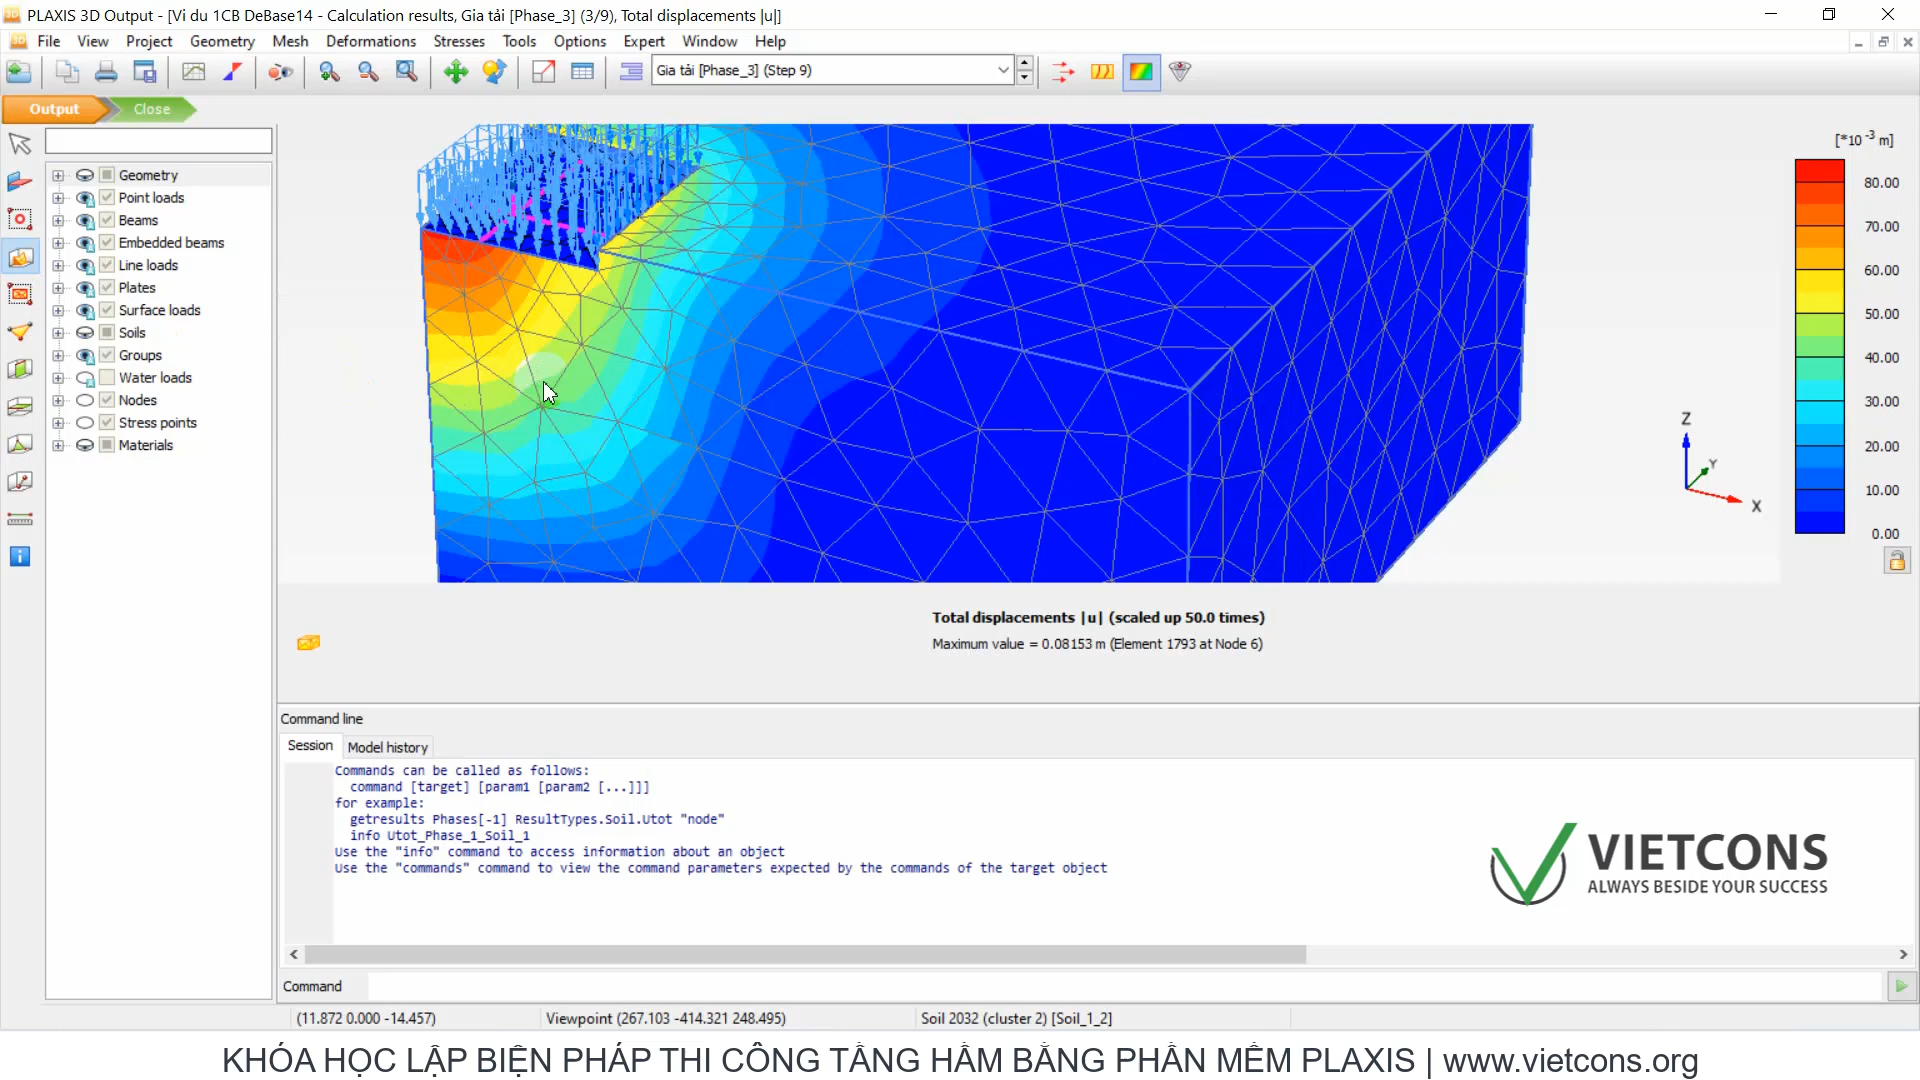 PLAXIS 3D Output - [Vi du 1CB DeBase14 - Calculation results, Gia tải [Phase_3] (3/9), Total displacements |u|]
File View Project Geometry Mesh Deformations Stresses Tools Options Expert Window Help
Gia tải [Phase_3] (Step 9)
Output Close
Geometry
Point loads
Beams
Embedded beams
Line loads
Plates
Surface loads
Soils
Groups
Water loads
Nodes
Stress points
Materials
[*10 -3 m]
80.00
70.00
60.00
50.00
40.00
30.00
20.00
10.00
0.00
Z
Y
X
Total displacements |u| (scaled up 50.0 times)
Maximum value = 0.08153 m (Element 1793 at Node 6)
Command line
Session Model history
Commands can be called as follows:
command [target] [param1 [param2 [...]]]
for example:
getresults Phases[-1] ResultTypes.Soil.Utot "node"
info Utot_Phase_1_Soil_1
Use the "info" command to access information about an object
Use the "commands" command to view the command parameters expected by the commands of the target object
VIETCONS
ALWAYS BESIDE YOUR SUCCESS
Command
(11.872 0.000 -14.457) Viewpoint (267.103 -414.321 248.495) Soil 2032 (cluster 2) [Soil_1_2]
KHÓA HỌC LẬP BIỆN PHÁP THI CÔNG TẦNG HẦM BẰNG PHẦN MỀM PLAXIS | www.vietcons.org